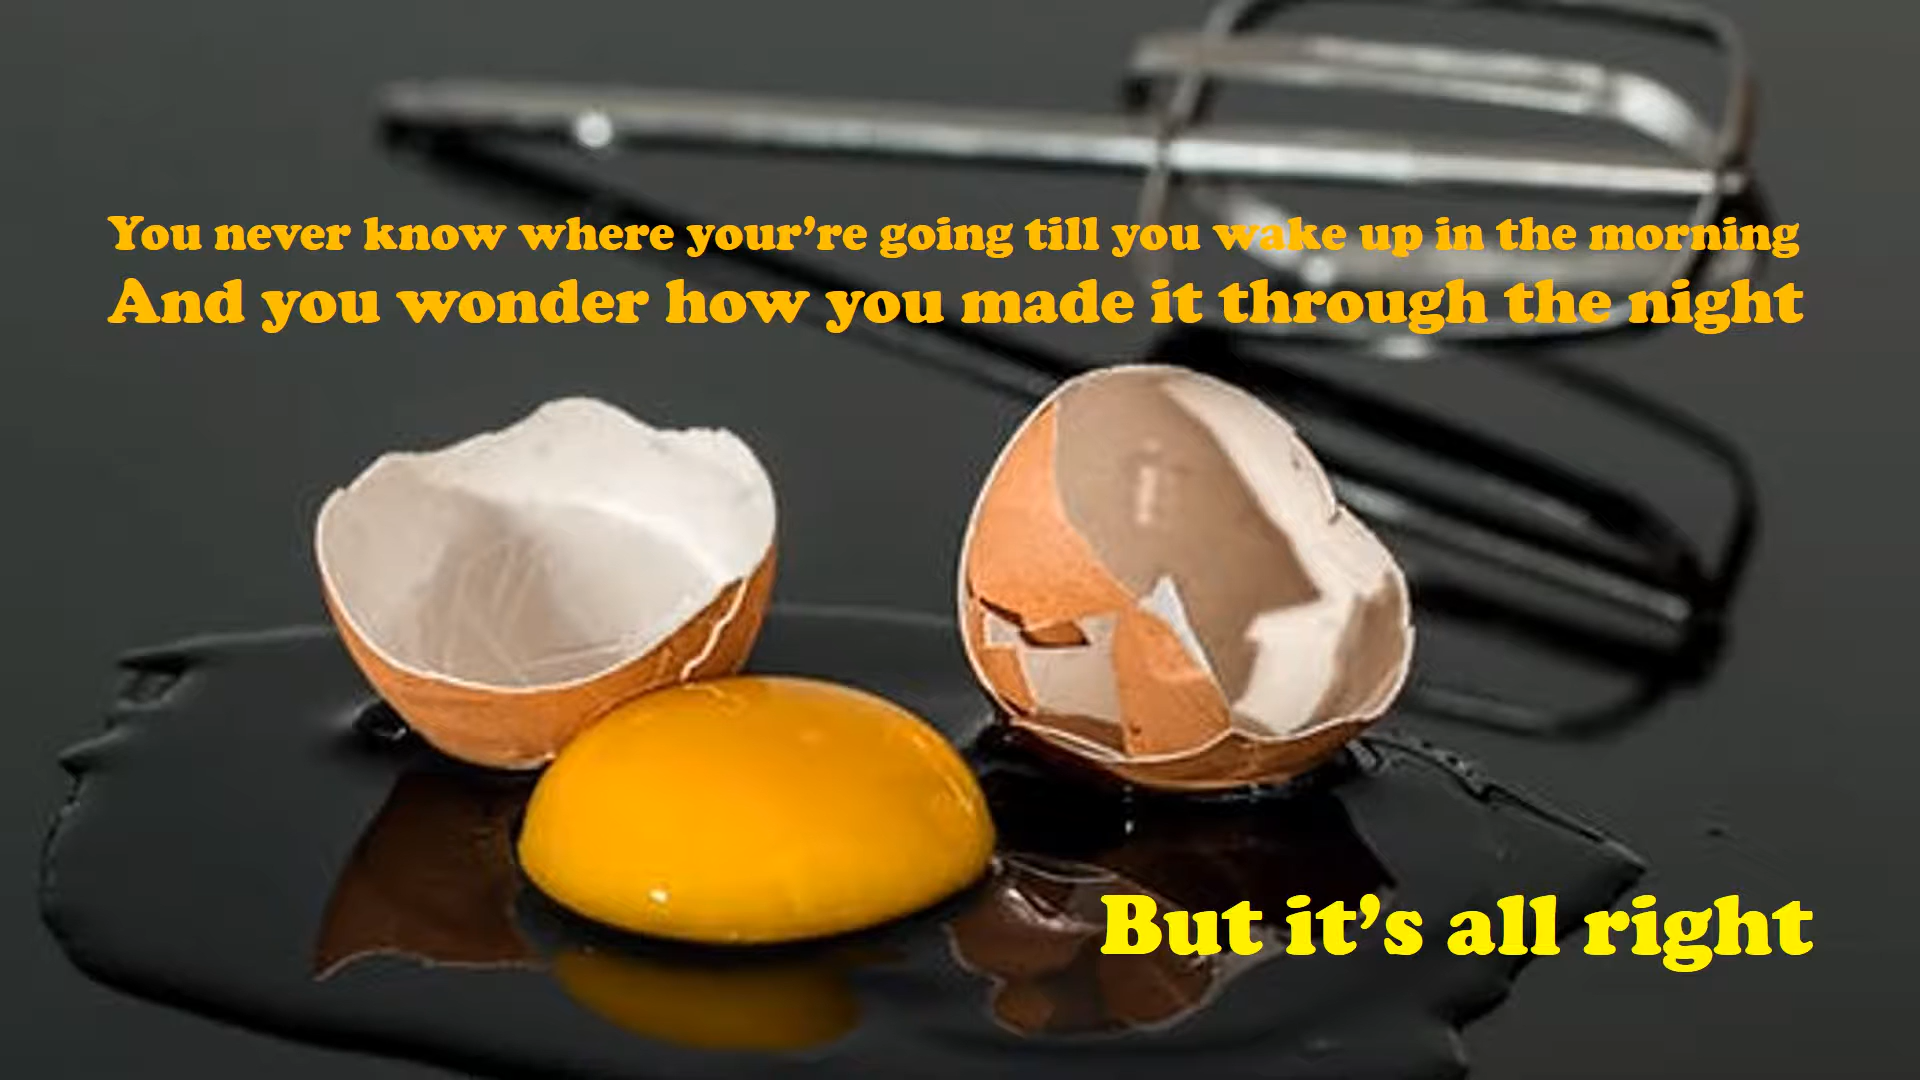 You never know where your’re going till you wake up in the morning
And you wonder how you made it through the night
But it’s all right